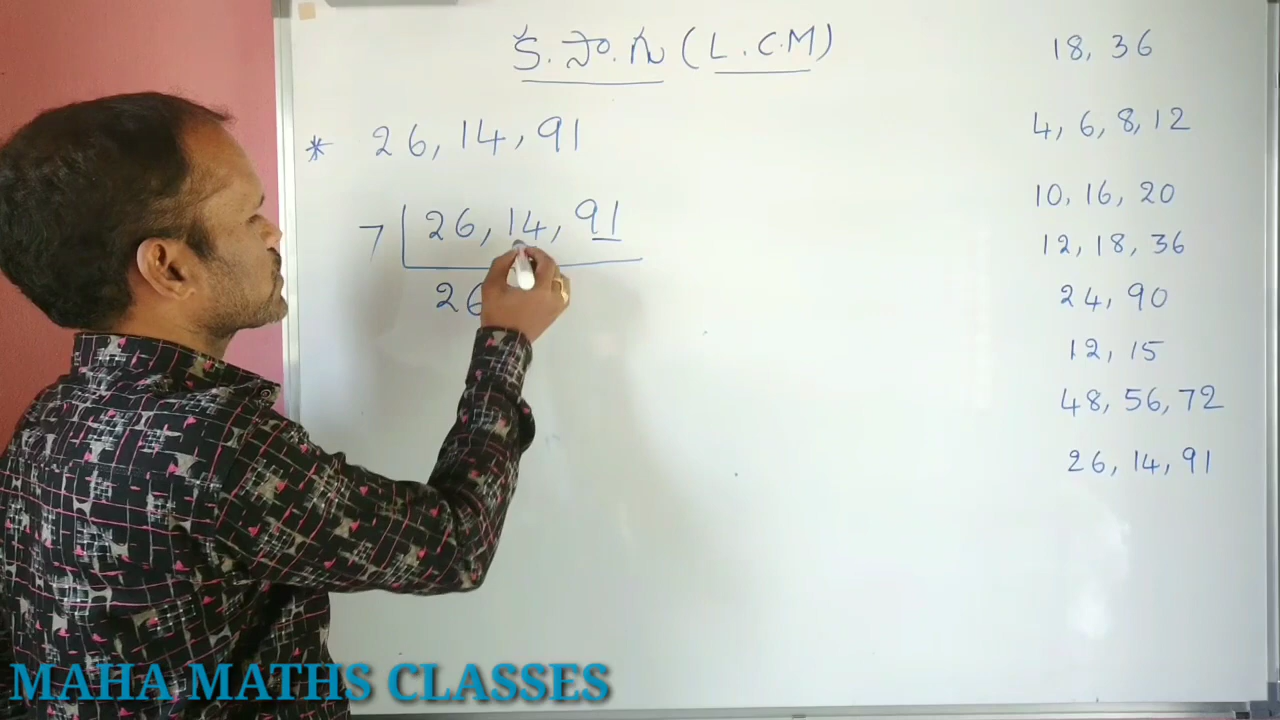 క. సా. గు ( L.C.M)
* 26, 14, 91
7 26, 14, 91
26
18, 36
4, 6, 8, 12
10, 16, 20
12, 18, 36
24, 90
12, 15
48, 56, 72
26, 14, 91
MAHA MATHS CLASSES